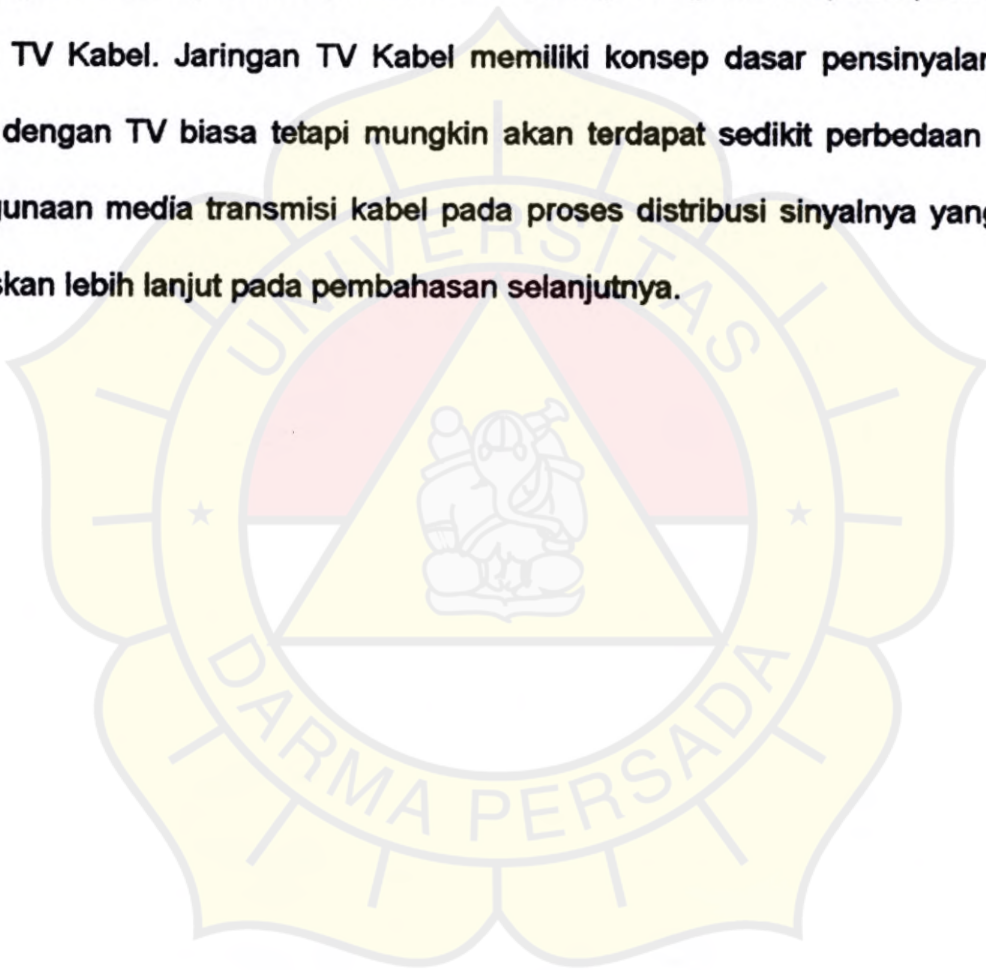 TV Kabel. Jaringan TV Kabel memiliki konsep dasar pensinyalan
dengan TV biasa tetapi mungkin akan terdapat sedikit perbedaan
gunaan media transmisi kabel pada proses distribusi sinyalnya yang
skan lebih lanjut pada pembahasan selanjutnya.
UNIVERSITAS
DARMA PERSADA